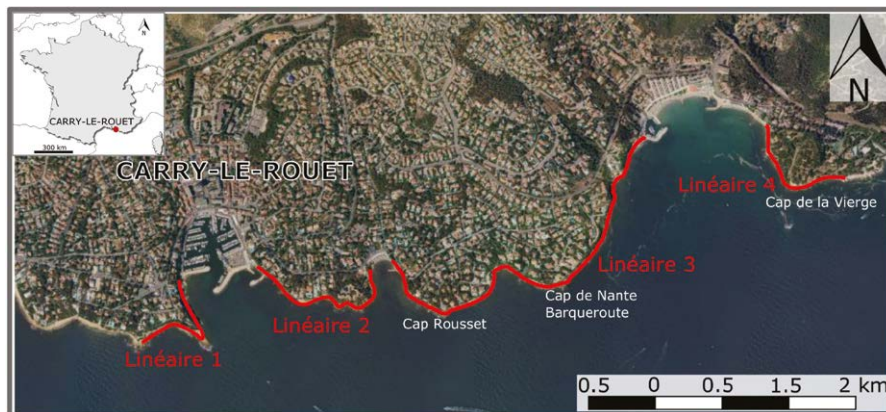 N
CARRY-LE-ROUET
300 km
N
CARRY-LE-ROUET
Linéaire 4
Cap de la Vierge
Linéaire 3
Cap de Nante
Barqueroute
Linéaire 2
Cap Rousset
Linéaire 1
0.5 0 0.5 1.5 2 km